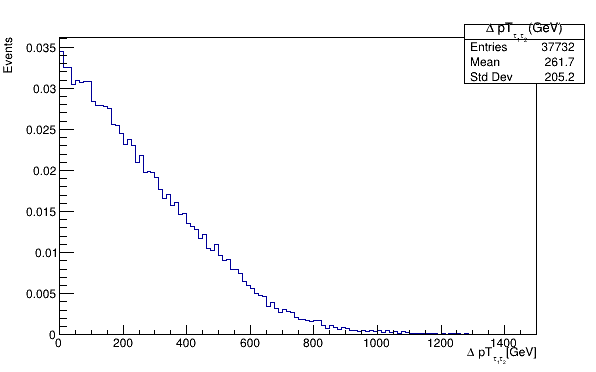 Δ pT_τ₁τ₂ (GeV)
Entries 37732
Mean 261.7
Std Dev 205.2
Events
0.035
0.03
0.025
0.02
0.015
0.01
0.005
0
0 200 400 600 800 1000 1200 1400
Δ pT_τ₁τ₂[GeV]